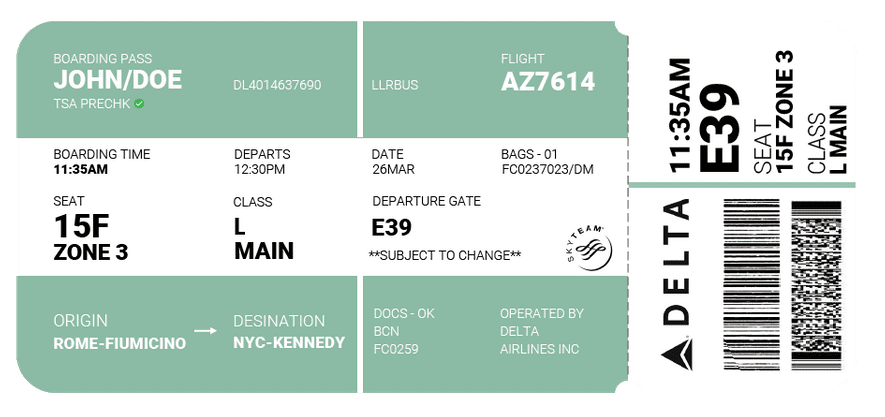 BOARDING PASS
JOHN/DOE
TSA PRECHK
DL4014637690
LLRBUS
FLIGHT
AZ7614
BOARDING TIME
11:35AM
DEPARTS
12:30PM
DATE
26MAR
BAGS - 01
FC0237023/DM
SEAT
15F
ZONE 3
CLASS
L
MAIN
DEPARTURE GATE
E39
**SUBJECT TO CHANGE**
SKYTEAM
ORIGIN
ROME-FIUMICINO
DESINATION
NYC-KENNEDY
DOCS - OK
BCN
FC0259
OPERATED BY
DELTA
AIRLINES INC
11:35AM
E39
SEAT
15F ZONE 3
CLASS
L MAIN
DELTA